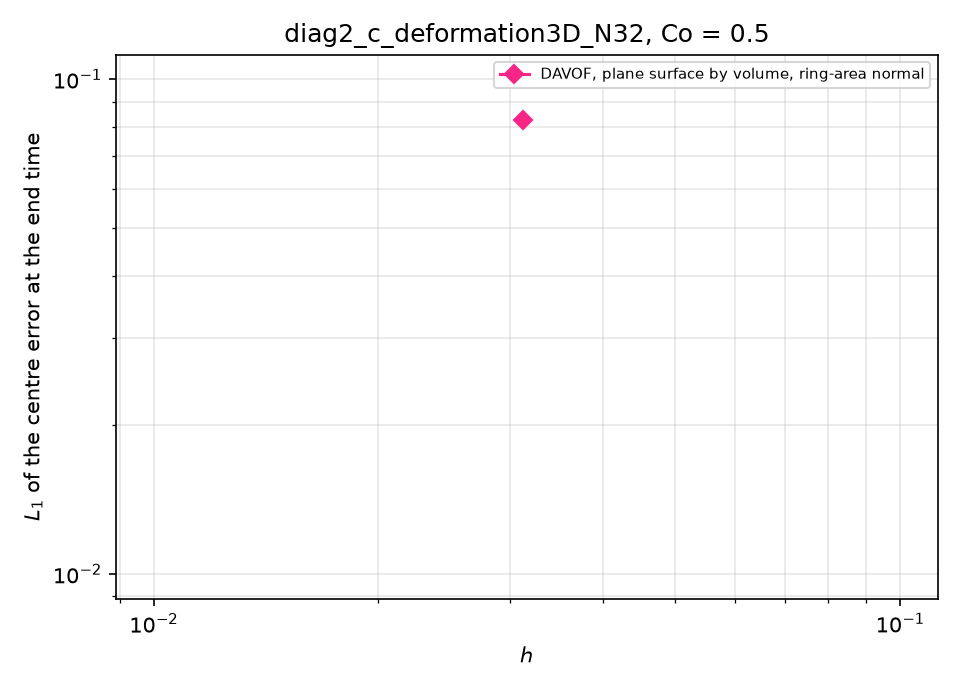 diag2_c_deformation3D_N32, Co = 0.5
DAVOF, plane surface by volume, ring-area normal
L₁ of the centre error at the end time
10⁻¹
10⁻²
10⁻²
10⁻¹
h